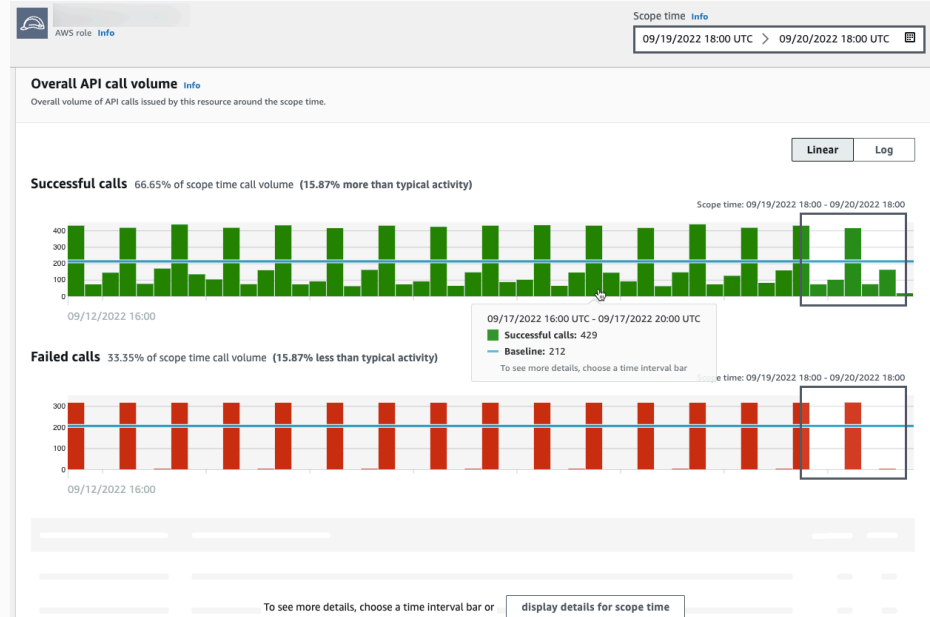 Scope time Info
AWS role Info
09/19/2022 18:00 UTC > 09/20/2022 18:00 UTC
Overall API call volume Info
Overall volume of API calls issued by this resource around the scope time.
Linear Log
Successful calls 66.65% of scope time call volume (15.87% more than typical activity)
Scope time: 09/19/2022 18:00 - 09/20/2022 18:00
400
300
200
100
0
09/12/2022 16:00
09/17/2022 16:00 UTC - 09/17/2022 20:00 UTC
Successful calls: 429
Baseline: 212
To see more details, choose a time interval bar
Failed calls 33.35% of scope time call volume (15.87% less than typical activity)
e time: 09/19/2022 18:00 - 09/20/2022 18:00
300
200
100
0
09/12/2022 16:00
To see more details, choose a time interval bar or display details for scope time